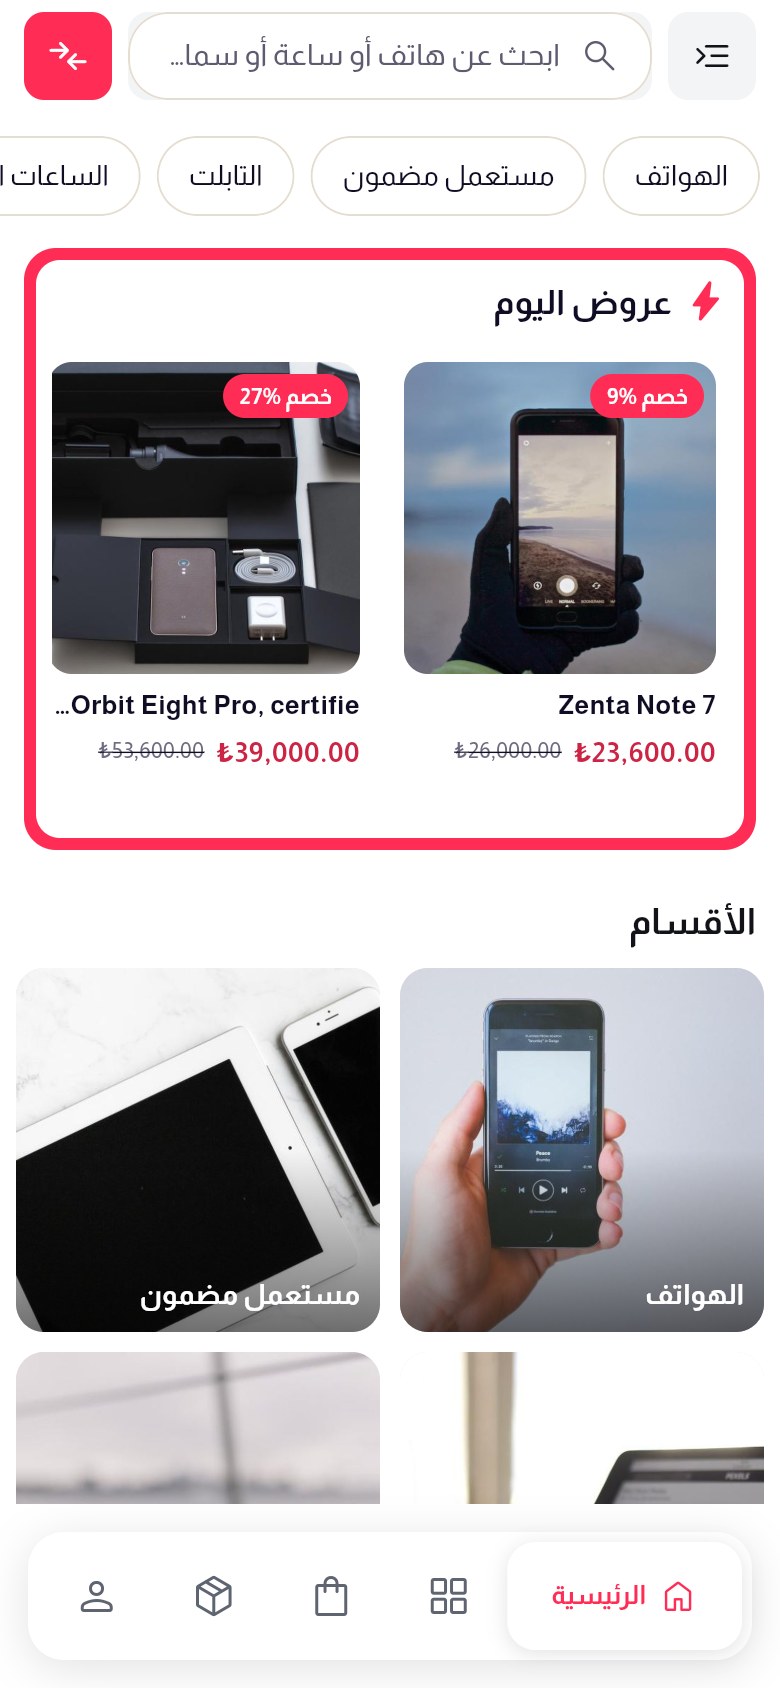 ابحث عن هاتف أو ساعة أو سما...
الهواتف
مستعمل مضمون
التابلت
الساعات ا
عروض اليوم
خصم 9%
Zenta Note 7
₺23,600.00 ₺26,000.00
خصم 27%
Orbit Eight Pro, certifie...
₺39,000.00 ₺53,600.00
الأقسام
الهواتف
مستعمل مضمون
الرئيسية